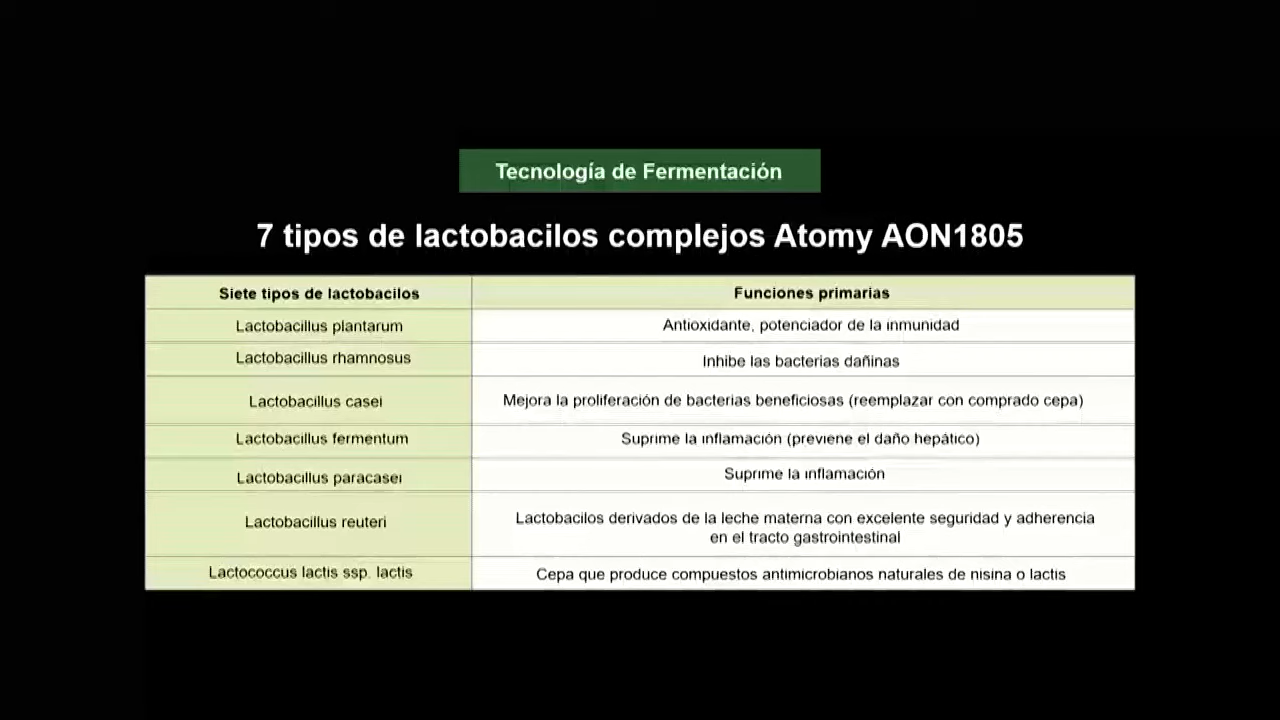 Tecnología de Fermentación
7 tipos de lactobacilos complejos Atomy AON1805
Siete tipos de lactobacilos Funciones primarias
Lactobacillus plantarum Antioxidante, potenciador de la inmunidad
Lactobacillus rhamnosus Inhibe las bacterias dañinas
Lactobacillus casei Mejora la proliferación de bacterias beneficiosas (reemplazar con comprado cepa)
Lactobacillus fermentum Suprime la inflamación (previene el daño hepático)
Lactobacillus paracasei Suprime la inflamación
Lactobacillus reuteri Lactobacilos derivados de la leche materna con excelente seguridad y adherencia
en el tracto gastrointestinal
Lactococcus lactis ssp. lactis Cepa que produce compuestos antimicrobianos naturales de nisina o lactis